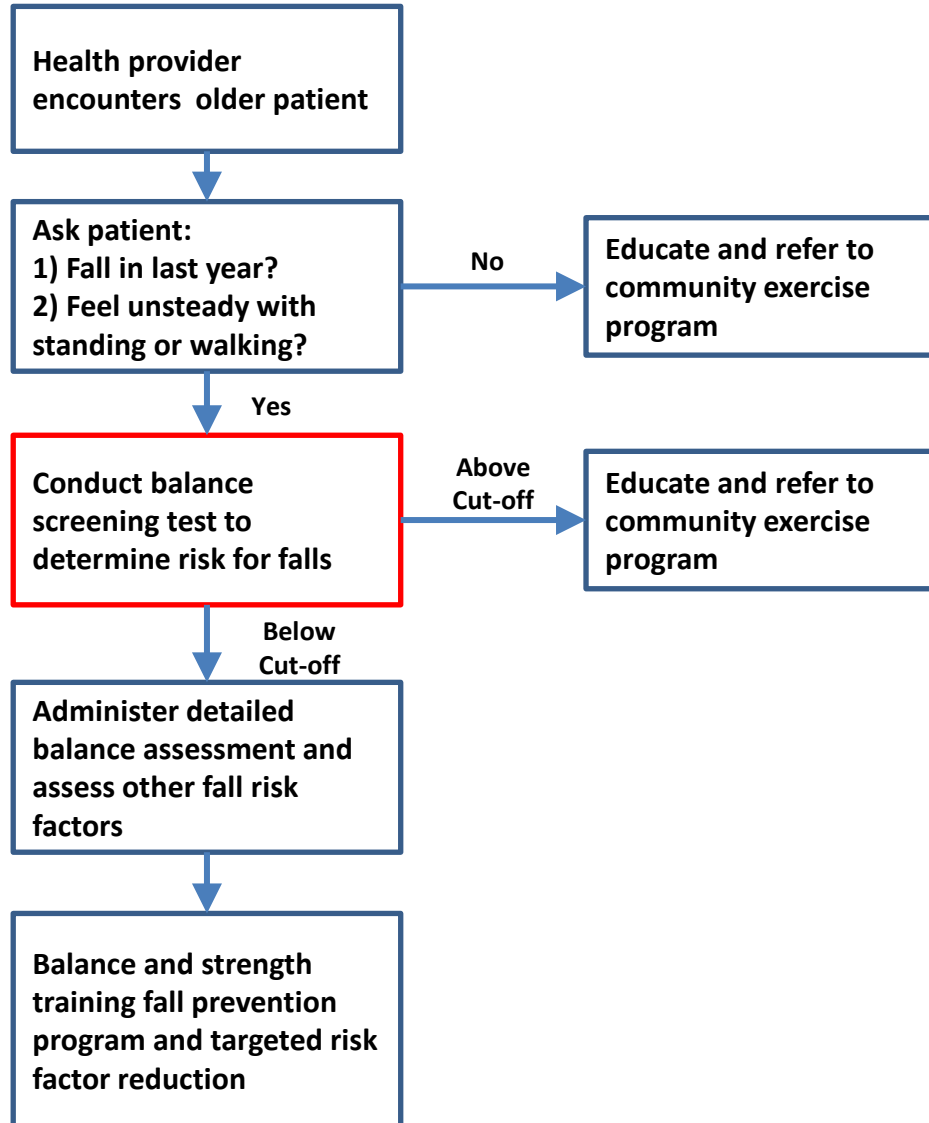 Health provider
encounters older patient
Ask patient:
1) Fall in last year?
2) Feel unsteady with
standing or walking?
No
Educate and refer to
community exercise
program
Yes
Conduct balance
screening test to
determine risk for falls
Above
Cut-off
Educate and refer to
community exercise
program
Below
Cut-off
Administer detailed
balance assessment and
assess other fall risk
factors
Balance and strength
training fall prevention
program and targeted risk
factor reduction